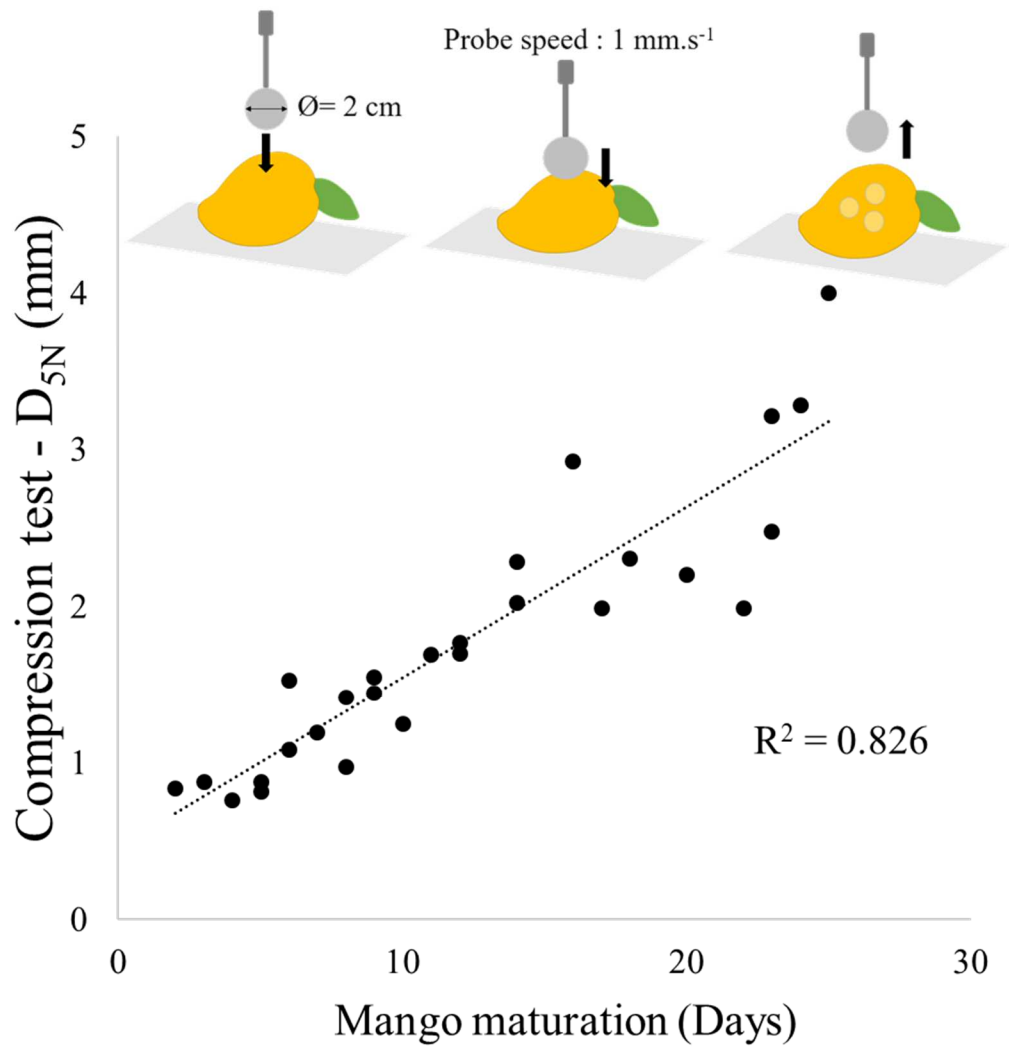 Probe speed : 1 mm.s⁻¹
Ø= 2 cm
Compression test - D₅N (mm)
5
4
3
2
1
0
R² = 0.826
0 10 20 30
Mango maturation (Days)